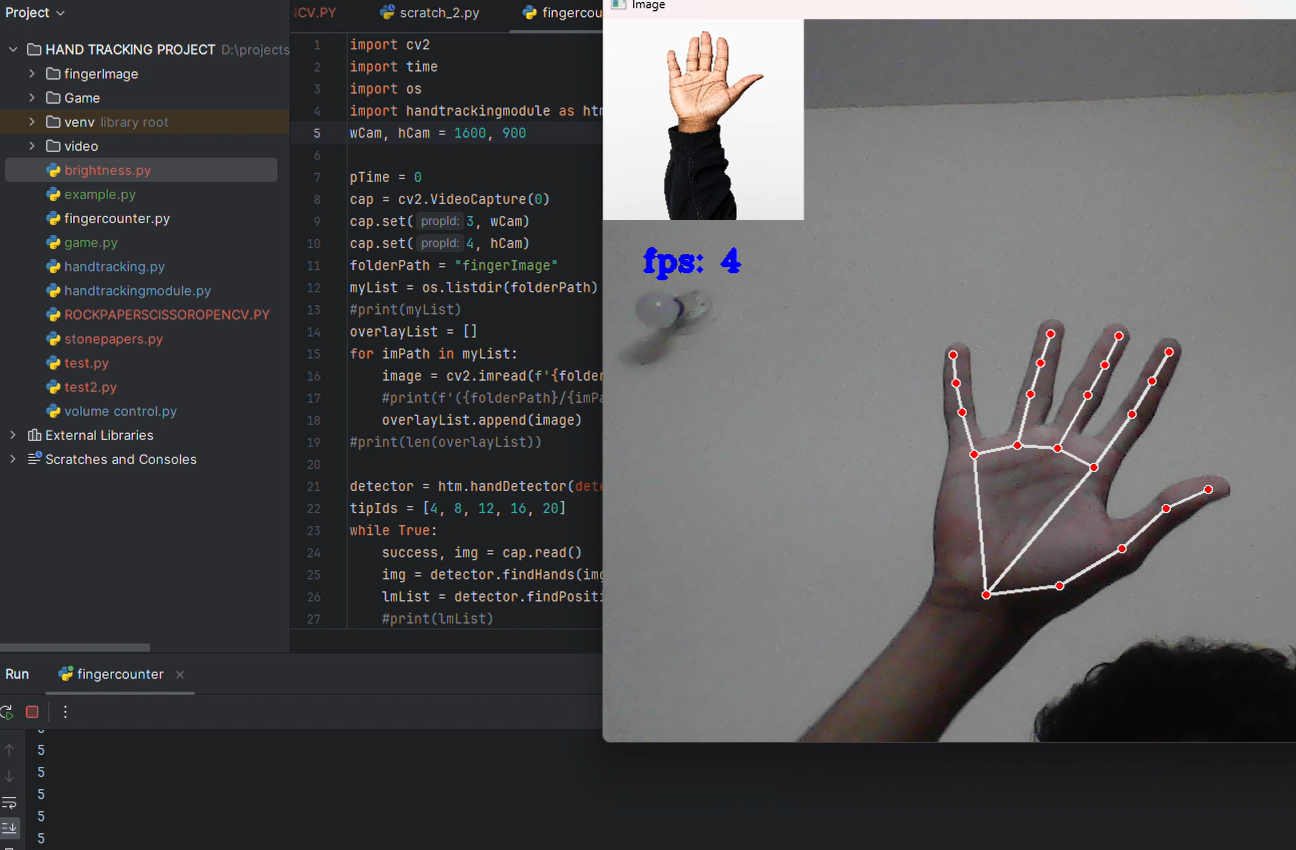 Project
HAND TRACKING PROJECT D:\projects
fingerImage
Game
venv library root
video
brightness.py
example.py
fingercounter.py
game.py
handtracking.py
handtrackingmodule.py
ROCKPAPERSCISSOROPENCV.PY
stonepapers.py
test.py
test2.py
volume control.py
External Libraries
Scratches and Consoles
CV.PY scratch_2.py fingercou
1 import cv2
2 import time
3 import os
4 import handtrackingmodule as htm
5 wCam, hCam = 1600, 900
6
7 pTime = 0
8 cap = cv2.VideoCapture(0)
9 cap.set( propId: 3, wCam)
10 cap.set( propId: 4, hCam)
11 folderPath = "fingerImage"
12 myList = os.listdir(folderPath)
13 #print(myList)
14 overlayList = []
15 for imPath in myList:
16 image = cv2.imread(f'{folder
17 #print(f'({folderPath}/{imPa
18 overlayList.append(image)
19 #print(len(overlayList))
20
21 detector = htm.handDetector(dete
22 tipIds = [4, 8, 12, 16, 20]
23 while True:
24 success, img = cap.read()
25 img = detector.findHands(img
26 lmList = detector.findPositi
27 #print(lmList)
Image
fps: 4
Run fingercounter
5
5
5
5
5